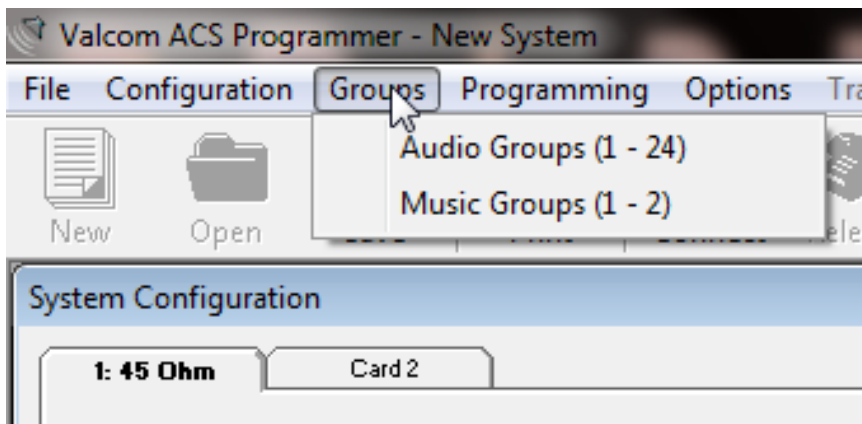 Valcom ACS Programmer - New System
File Configuration Groups Programming Options Tra
Audio Groups (1 - 24)
Music Groups (1 - 2)
New Open
System Configuration
1: 45 Ohm Card 2